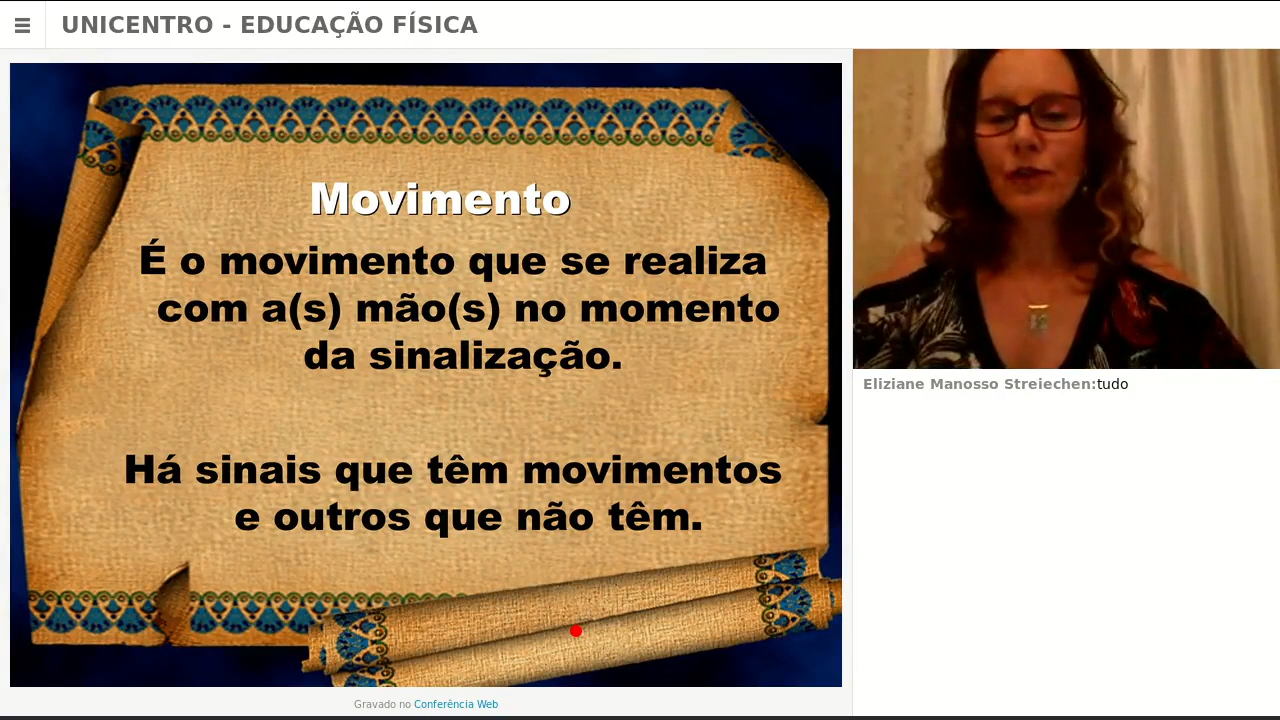 UNICENTRO - EDUCAÇÃO FÍSICA
Movimento
É o movimento que se realiza
com a(s) mão(s) no momento
da sinalização.
Há sinais que têm movimentos
e outros que não têm.
Eliziane Manosso Streiechen:tudo
Gravado no Conferência Web